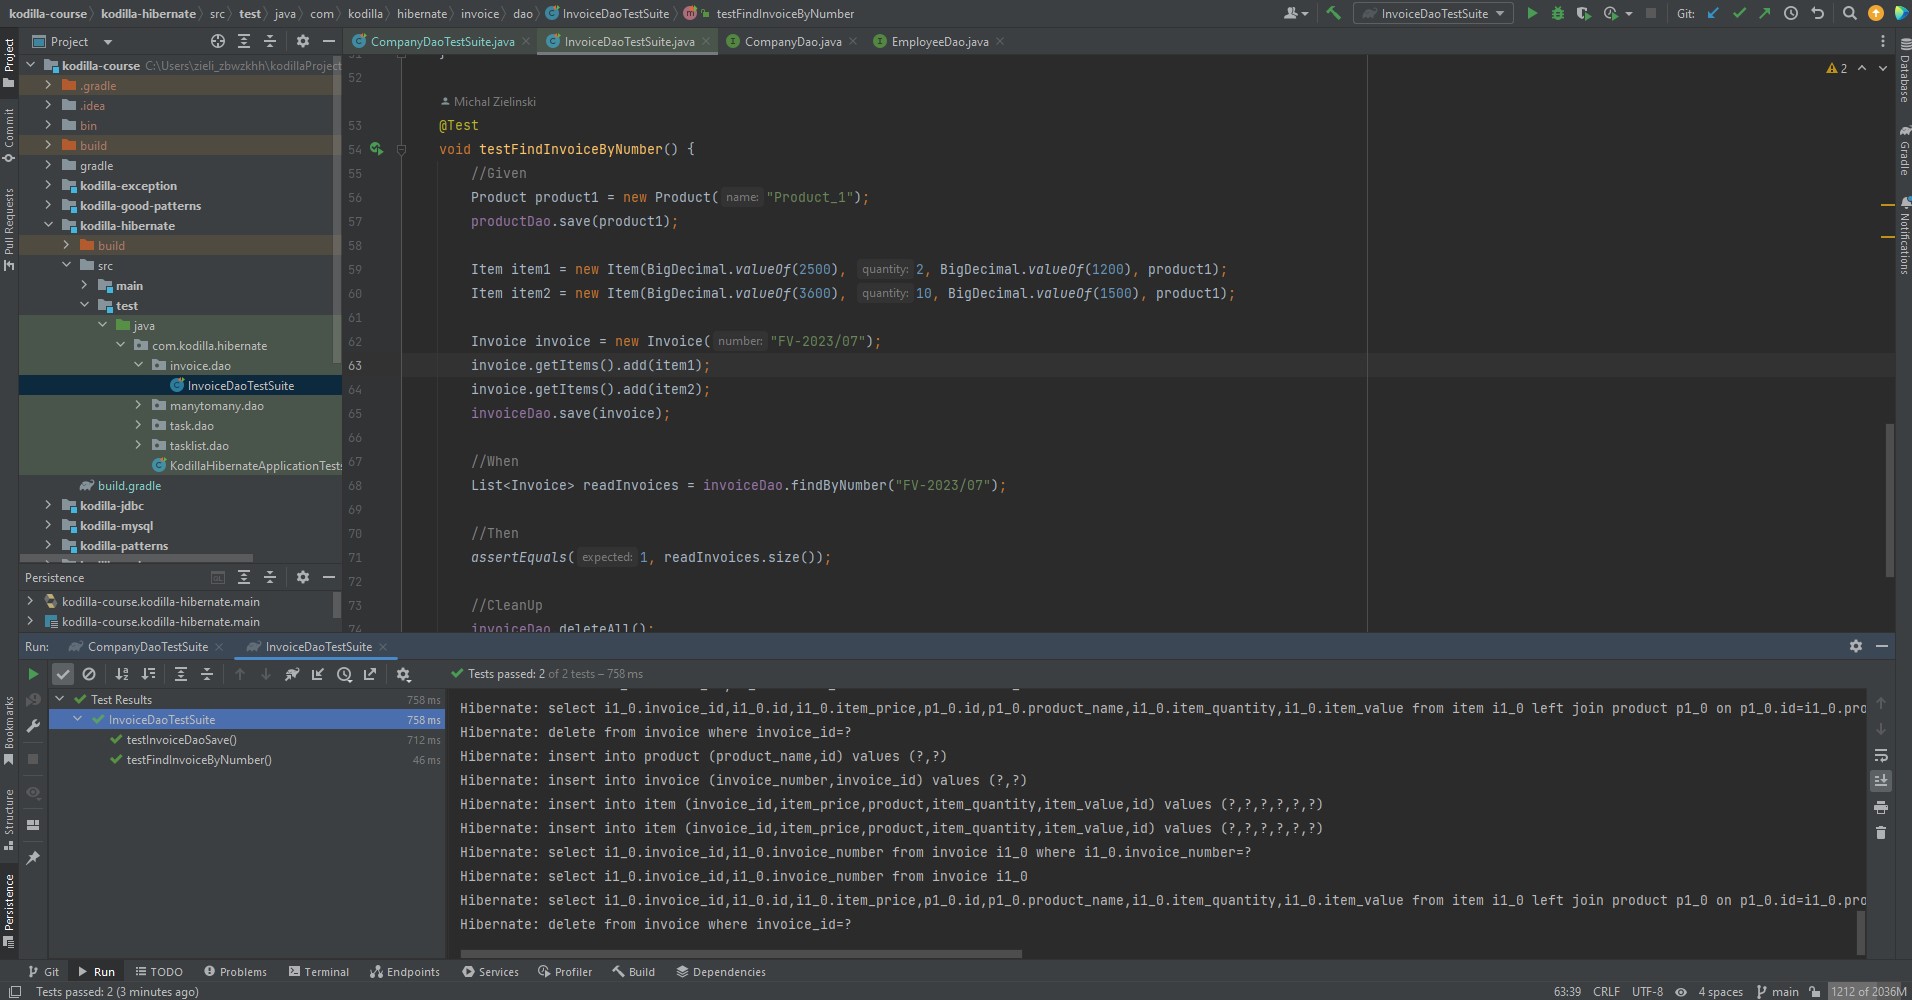 kodilla-course kodilla-hibernate src test java com kodilla hibernate invoice dao InvoiceDaoTestSuite testFindInvoiceByNumber InvoiceDaoTestSuite Git:
Project CompanyDaoTestSuite.java InvoiceDaoTestSuite.java CompanyDao.java EmployeeDao.java
kodilla-course C:\Users\zieli_zbwzkhh\kodillaProject
.gradle
.idea
bin
build
gradle
kodilla-exception
kodilla-good-patterns
kodilla-hibernate
build
src
main
test
java
com.kodilla.hibernate
invoice.dao
InvoiceDaoTestSuite
manytomany.dao
task.dao
tasklist.dao
KodillaHibernateApplicationTests
build.gradle
kodilla-jdbc
kodilla-mysql
kodilla-patterns
Persistence
kodilla-course.kodilla-hibernate.main
kodilla-course.kodilla-hibernate.main
Project
Commit
Pull Requests
Bookmarks
Structure
Persistence
2
52
Michal Zielinski
53 @Test
54 void testFindInvoiceByNumber() {
55 //Given
56 Product product1 = new Product( name: "Product_1");
57 productDao.save(product1);
58
59 Item item1 = new Item(BigDecimal.valueOf(2500), quantity: 2, BigDecimal.valueOf(1200), product1);
60 Item item2 = new Item(BigDecimal.valueOf(3600), quantity: 10, BigDecimal.valueOf(1500), product1);
61
62 Invoice invoice = new Invoice( number: "FV-2023/07");
63 invoice.getItems().add(item1);
64 invoice.getItems().add(item2);
65 invoiceDao.save(invoice);
66
67 //When
68 List<Invoice> readInvoices = invoiceDao.findByNumber("FV-2023/07");
69
70 //Then
71 assertEquals( expected: 1, readInvoices.size());
72
73 //CleanUp
74 invoiceDao.deleteAll();
Database
Gradle
Notifications
Run: CompanyDaoTestSuite InvoiceDaoTestSuite
Tests passed: 2 of 2 tests – 758 ms
Test Results 758 ms
InvoiceDaoTestSuite 758 ms
testInvoiceDaoSave() 712 ms
testFindInvoiceByNumber() 46 ms
Hibernate: select i1_0.invoice_id,i1_0.id,i1_0.item_price,p1_0.id,p1_0.product_name,i1_0.item_quantity,i1_0.item_value from item i1_0 left join product p1_0 on p1_0.id=i1_0.pro
Hibernate: delete from invoice where invoice_id=?
Hibernate: insert into product (product_name,id) values (?,?)
Hibernate: insert into invoice (invoice_number,invoice_id) values (?,?)
Hibernate: insert into item (invoice_id,item_price,product,item_quantity,item_value,id) values (?,?,?,?,?,?)
Hibernate: insert into item (invoice_id,item_price,product,item_quantity,item_value,id) values (?,?,?,?,?,?)
Hibernate: select i1_0.invoice_id,i1_0.invoice_number from invoice i1_0 where i1_0.invoice_number=?
Hibernate: select i1_0.invoice_id,i1_0.invoice_number from invoice i1_0
Hibernate: select i1_0.invoice_id,i1_0.id,i1_0.item_price,p1_0.id,p1_0.product_name,i1_0.item_quantity,i1_0.item_value from item i1_0 left join product p1_0 on p1_0.id=i1_0.pro
Hibernate: delete from invoice where invoice_id=?
Git Run TODO Problems Terminal Endpoints Services Profiler Build Dependencies
Tests passed: 2 (3 minutes ago) 63:39 CRLF UTF-8 4 spaces main 1212 of 2036M